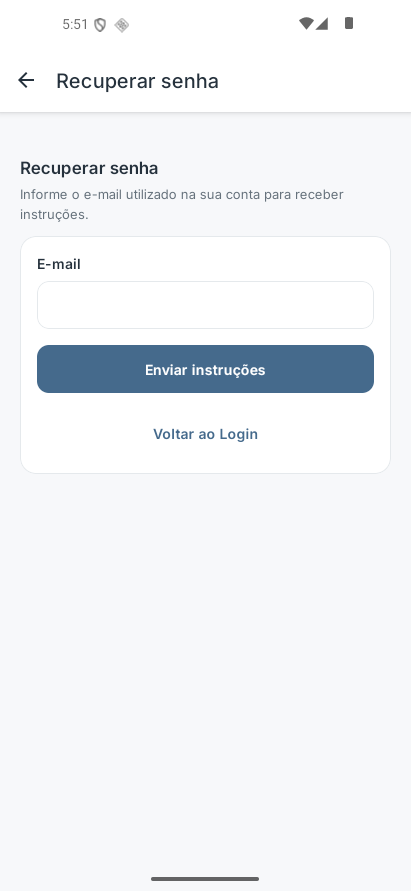 5:51
Recuperar senha
Recuperar senha
Informe o e-mail utilizado na sua conta para receber
instruções.
E-mail
Enviar instruções
Voltar ao Login